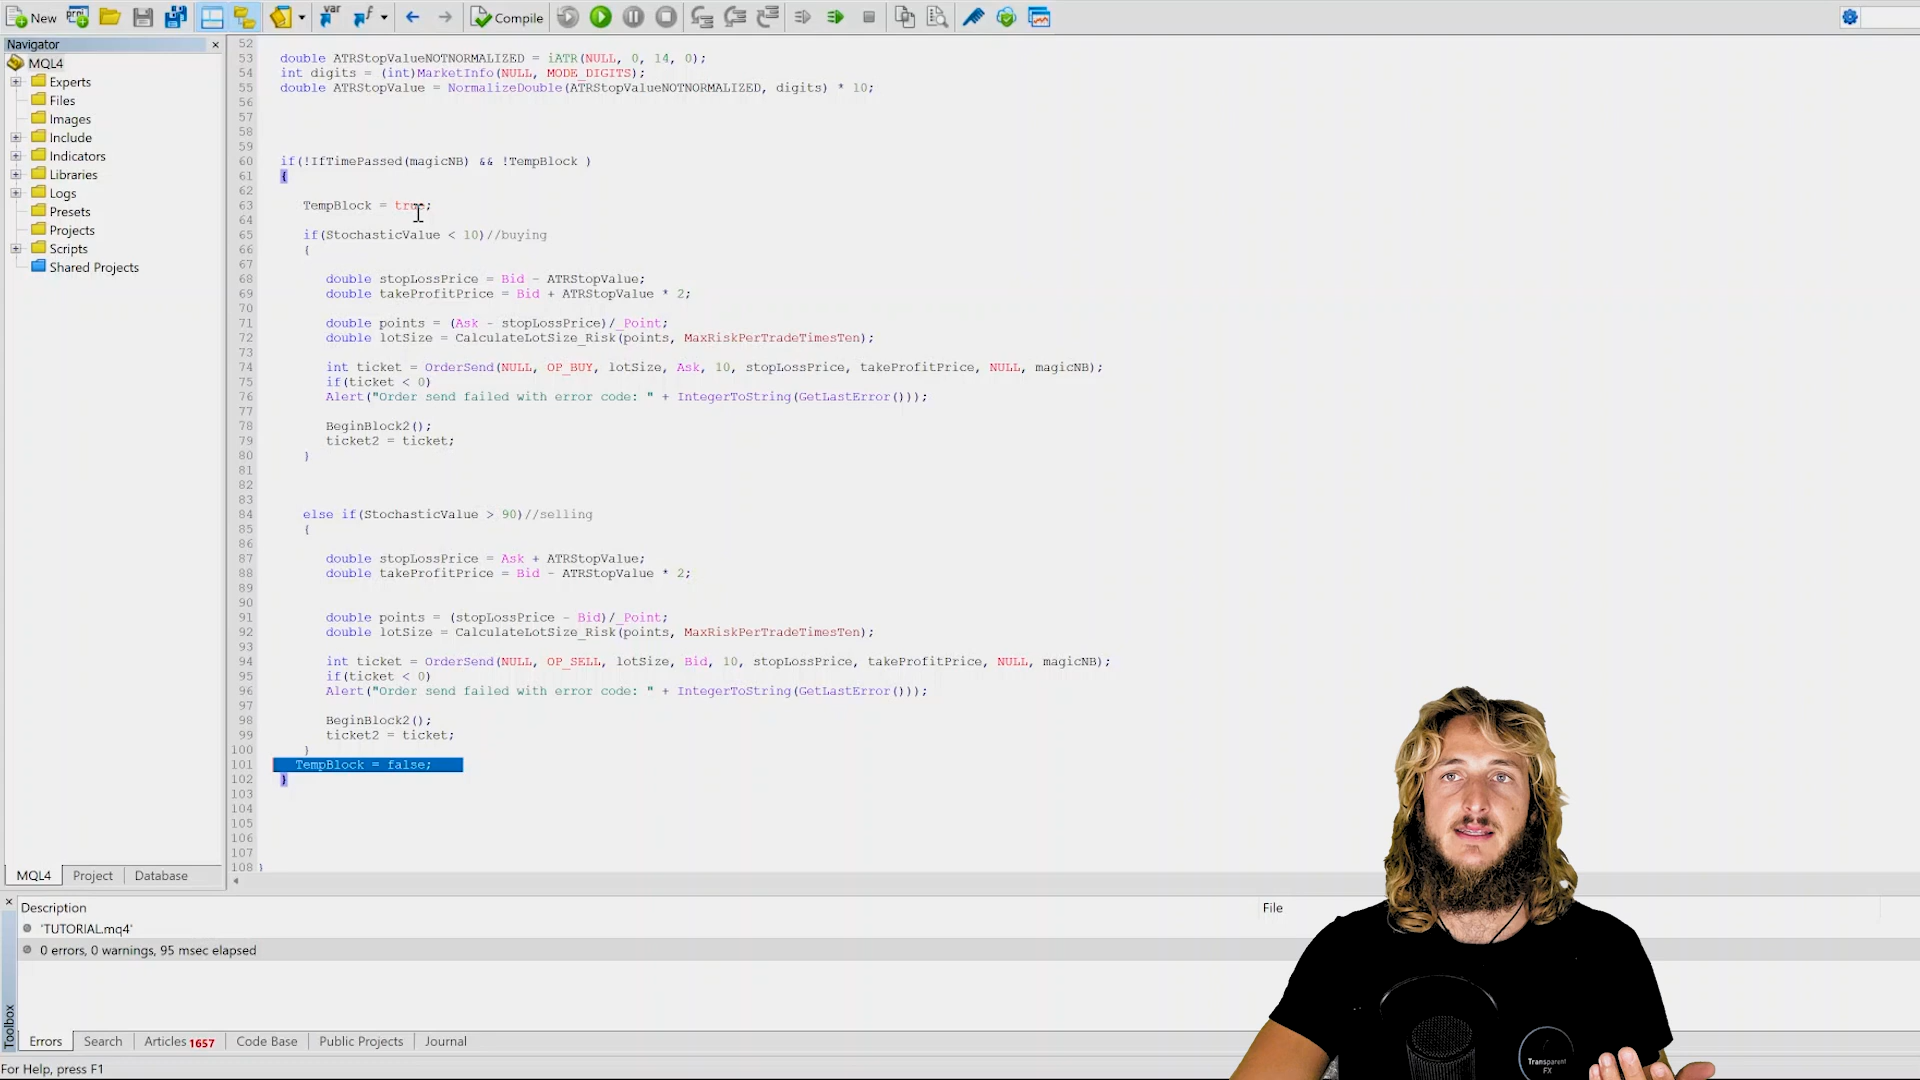 New
var
Compile
Navigator
MQL4
Experts
Files
Images
Include
Indicators
Libraries
Logs
Presets
Projects
Scripts
Shared Projects
52
53 double ATRStopValueNOTNORMALIZED = iATR(NULL, 0, 14, 0);
54 int digits = (int)MarketInfo(NULL, MODE_DIGITS);
55 double ATRStopValue = NormalizeDouble(ATRStopValueNOTNORMALIZED, digits) * 10;
56
57
58
59
60 if(!IfTimePassed(magicNB) && !TempBlock )
61 {
62
63 TempBlock = true;
64
65 if(StochasticValue < 10)//buying
66 {
67
68 double stopLossPrice = Bid - ATRStopValue;
69 double takeProfitPrice = Bid + ATRStopValue * 2;
70
71 double points = (Ask - stopLossPrice)/_Point;
72 double lotSize = CalculateLotSize_Risk(points, MaxRiskPerTradeTimesTen);
73
74 int ticket = OrderSend(NULL, OP_BUY, lotSize, Ask, 10, stopLossPrice, takeProfitPrice, NULL, magicNB);
75 if(ticket < 0)
76 Alert("Order send failed with error code: " + IntegerToString(GetLastError()));
77
78 BeginBlock2();
79 ticket2 = ticket;
80 }
81
82
83
84 else if(StochasticValue > 90)//selling
85 {
86
87 double stopLossPrice = Ask + ATRStopValue;
88 double takeProfitPrice = Bid - ATRStopValue * 2;
89
90
91 double points = (stopLossPrice - Bid)/_Point;
92 double lotSize = CalculateLotSize_Risk(points, MaxRiskPerTradeTimesTen);
93
94 int ticket = OrderSend(NULL, OP_SELL, lotSize, Bid, 10, stopLossPrice, takeProfitPrice, NULL, magicNB);
95 if(ticket < 0)
96 Alert("Order send failed with error code: " + IntegerToString(GetLastError()));
97
98 BeginBlock2();
99 ticket2 = ticket;
100 }
101 TempBlock = false;
102 }
103
104
105
106
107
108 }
MQL4 Project Database
Description File
'TUTORIAL.mq4'
0 errors, 0 warnings, 95 msec elapsed
Toolbox
Errors Search Articles 1657 Code Base Public Projects Journal
For Help, press F1
Transparent
FX